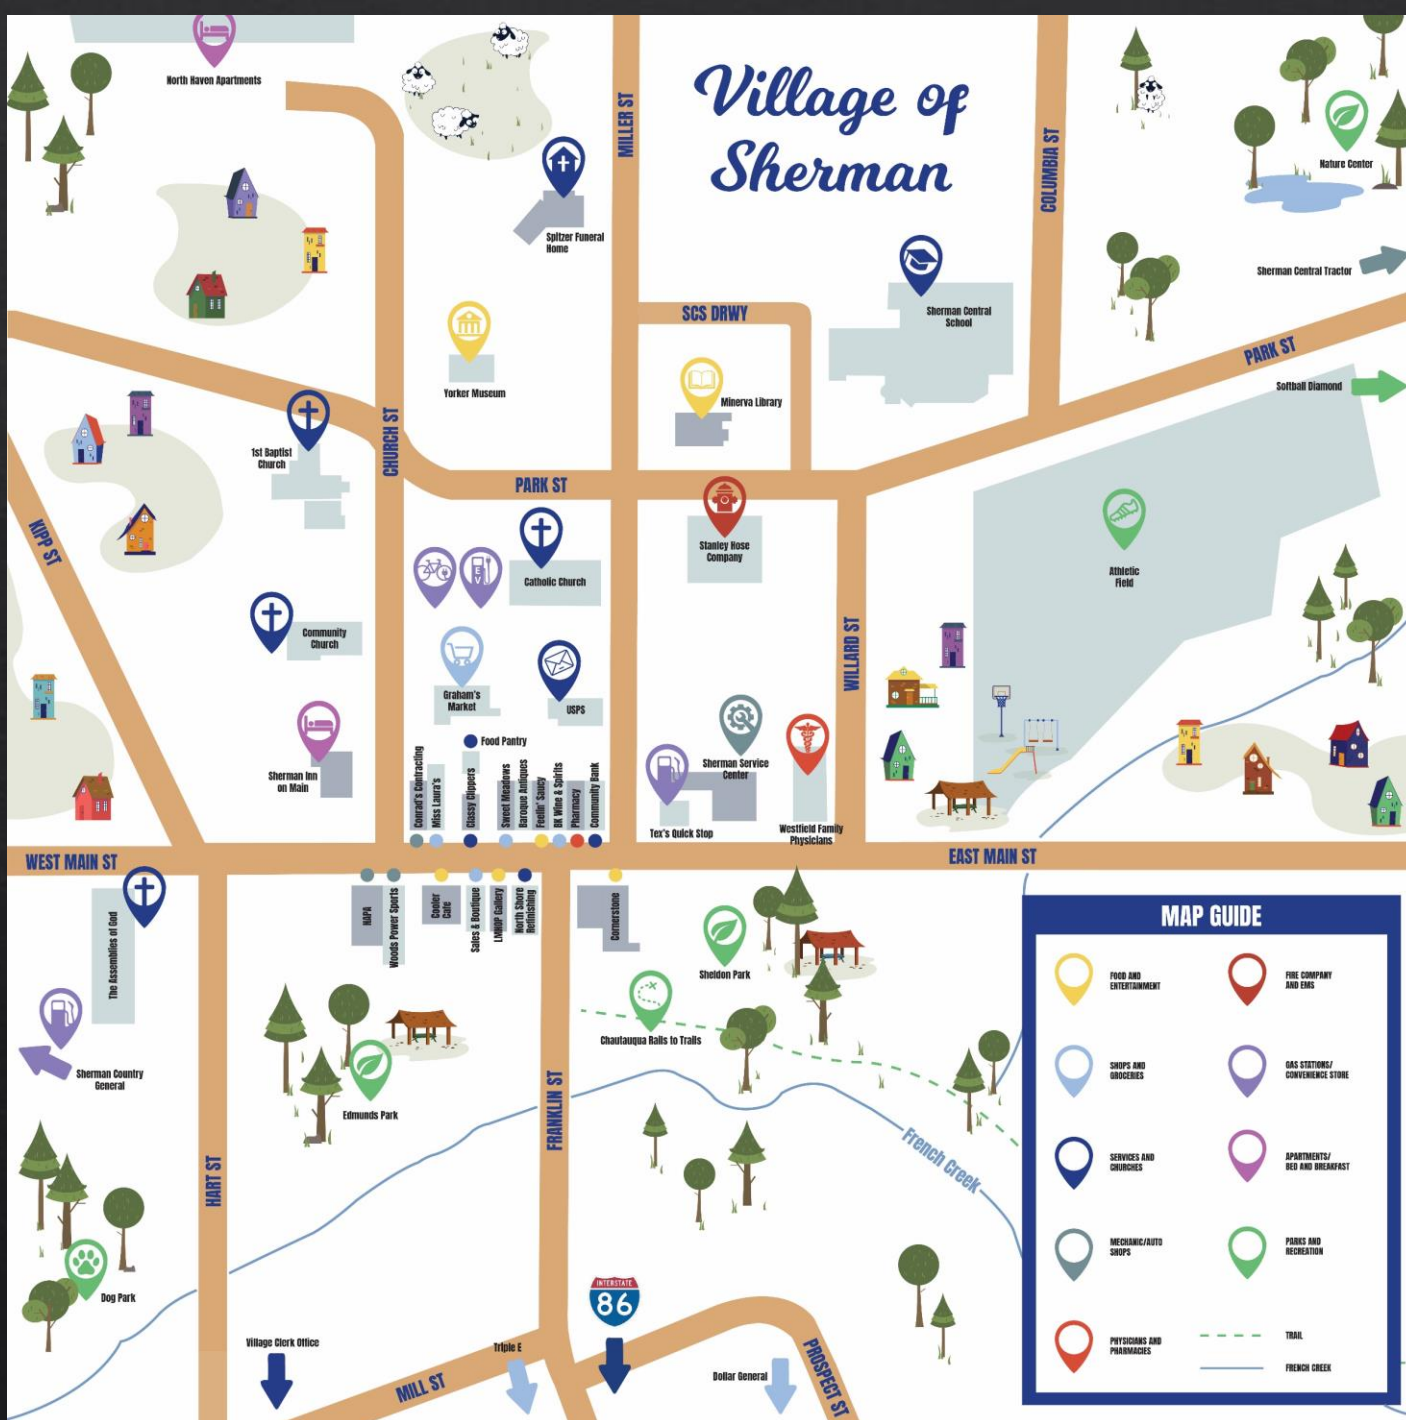 North Haven Apartments
Village of
Sherman
MILLER ST
COLUMBIA ST
Nature Center
Spitzer Funeral
Home
Sherman Central Tractor
SCS DRWY
Sherman Central
School
PARK ST
Softball Diamond
Yorker Museum
Minerva Library
CHURCH ST
1st Baptist
Church
PARK ST
KIPP ST
Stanley Hose
Company
EV
Catholic Church
Athletic
Field
Community
Church
WILLARD ST
Graham's
Market
USPS
Food Pantry
Sherman Inn
on Main
Conrad's Contracting
Miss Laura's
Classy Clippers
Sweet Meadows
Baroque Antiques
Feelin' Saucy
BK Wine & Spirits
Pharmacy
Community Bank
Sherman Service
Center
Tex's Quick Stop
Westfield Family
Physicians
WEST MAIN ST
EAST MAIN ST
The Assemblies of God
NAPA
Woods Power Sports
Cooler
Cafe
Sales & Boutique
LMNOP Gallery
North Shore
Refinishing
Cornerstone
Sheldon Park
Chautauqua Rails to Trails
Sherman Country
General
Edmunds Park
FRANKLIN ST
HART ST
French Creek
Dog Park
INTERSTATE
86
Village Clerk Office
Triple E
Dollar General
MILL ST
PROSPECT ST
MAP GUIDE
FOOD AND
ENTERTAINMENT
FIRE COMPANY
AND EMS
SHOPS AND
GROCERIES
GAS STATIONS/
CONVENIENCE STORE
SERVICES AND
CHURCHES
APARTMENTS/
BED AND BREAKFAST
MECHANIC/AUTO
SHOPS
PARKS AND
RECREATION
PHYSICIANS AND
PHARMACIES
TRAIL
FRENCH CREEK